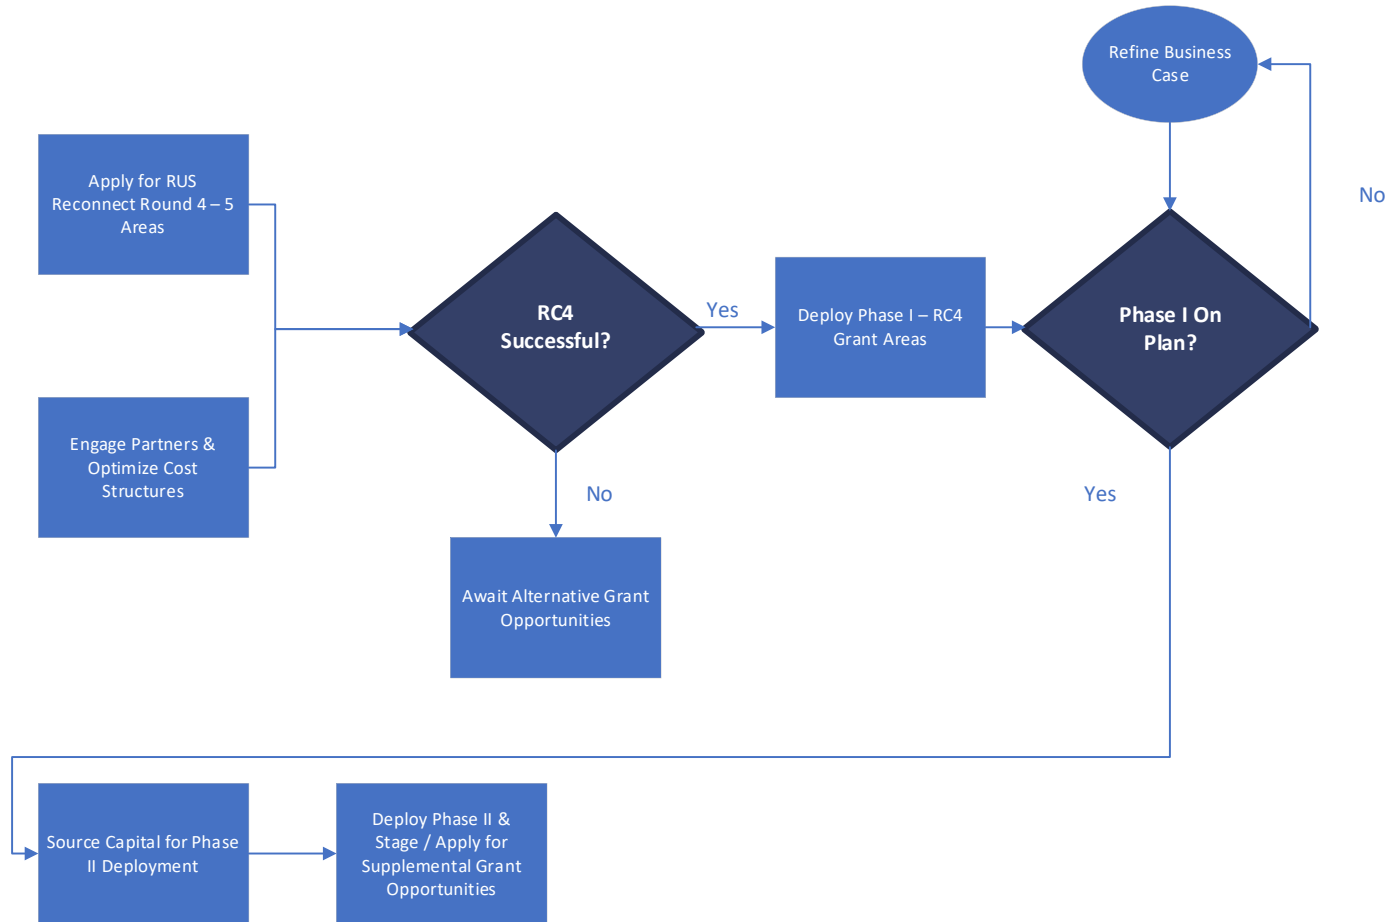 Refine Business
Case
No
Apply for RUS
Reconnect Round 4 – 5
Areas
RC4
Successful?
Yes
Deploy Phase I – RC4
Grant Areas
Phase I On
Plan?
Engage Partners &
Optimize Cost
Structures
No
Yes
Await Alternative Grant
Opportunities
Source Capital for Phase
II Deployment
Deploy Phase II &
Stage / Apply for
Supplemental Grant
Opportunities